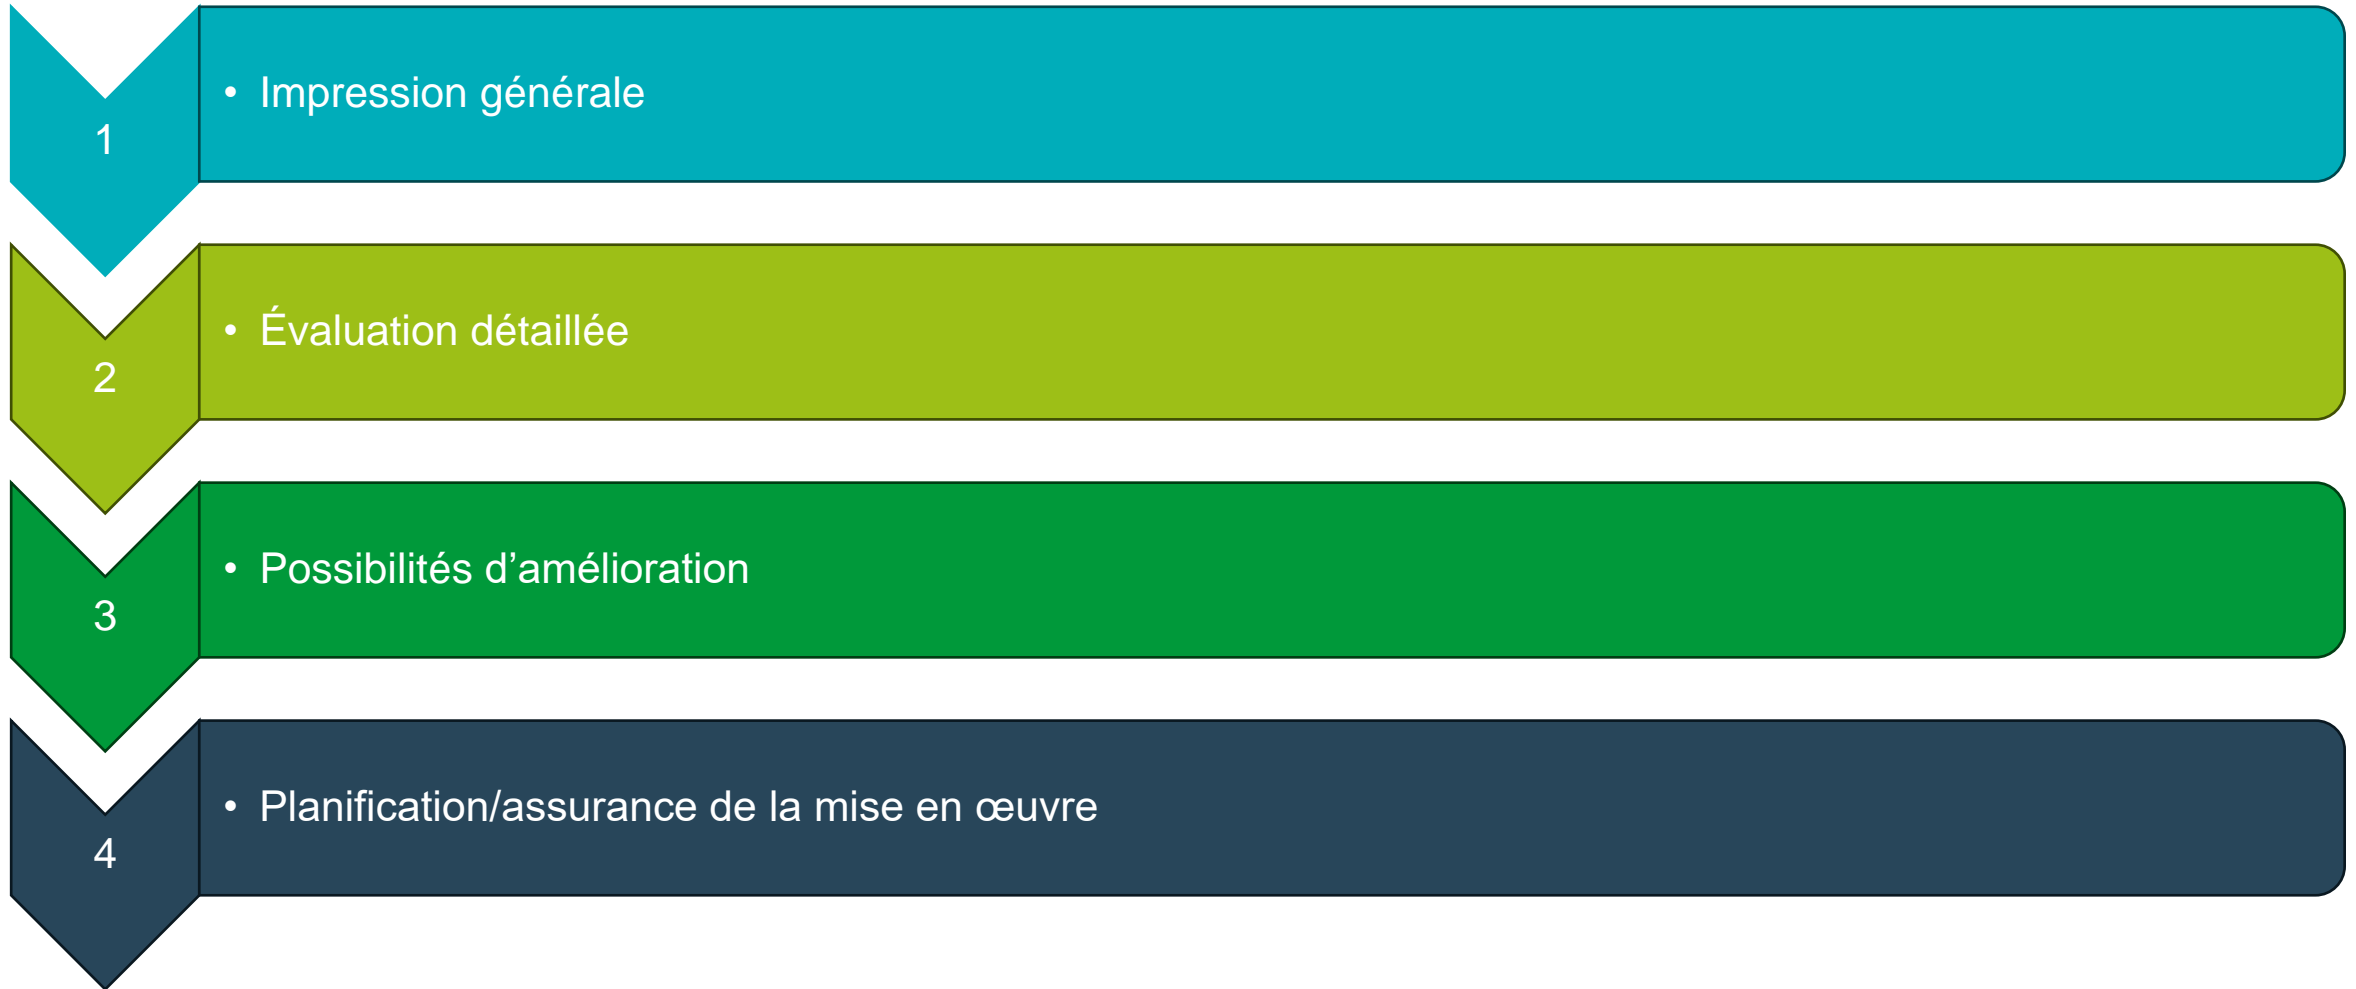 1
• Impression générale
2
• Évaluation détaillée
3
• Possibilités d’amélioration
4
• Planification/assurance de la mise en œuvre